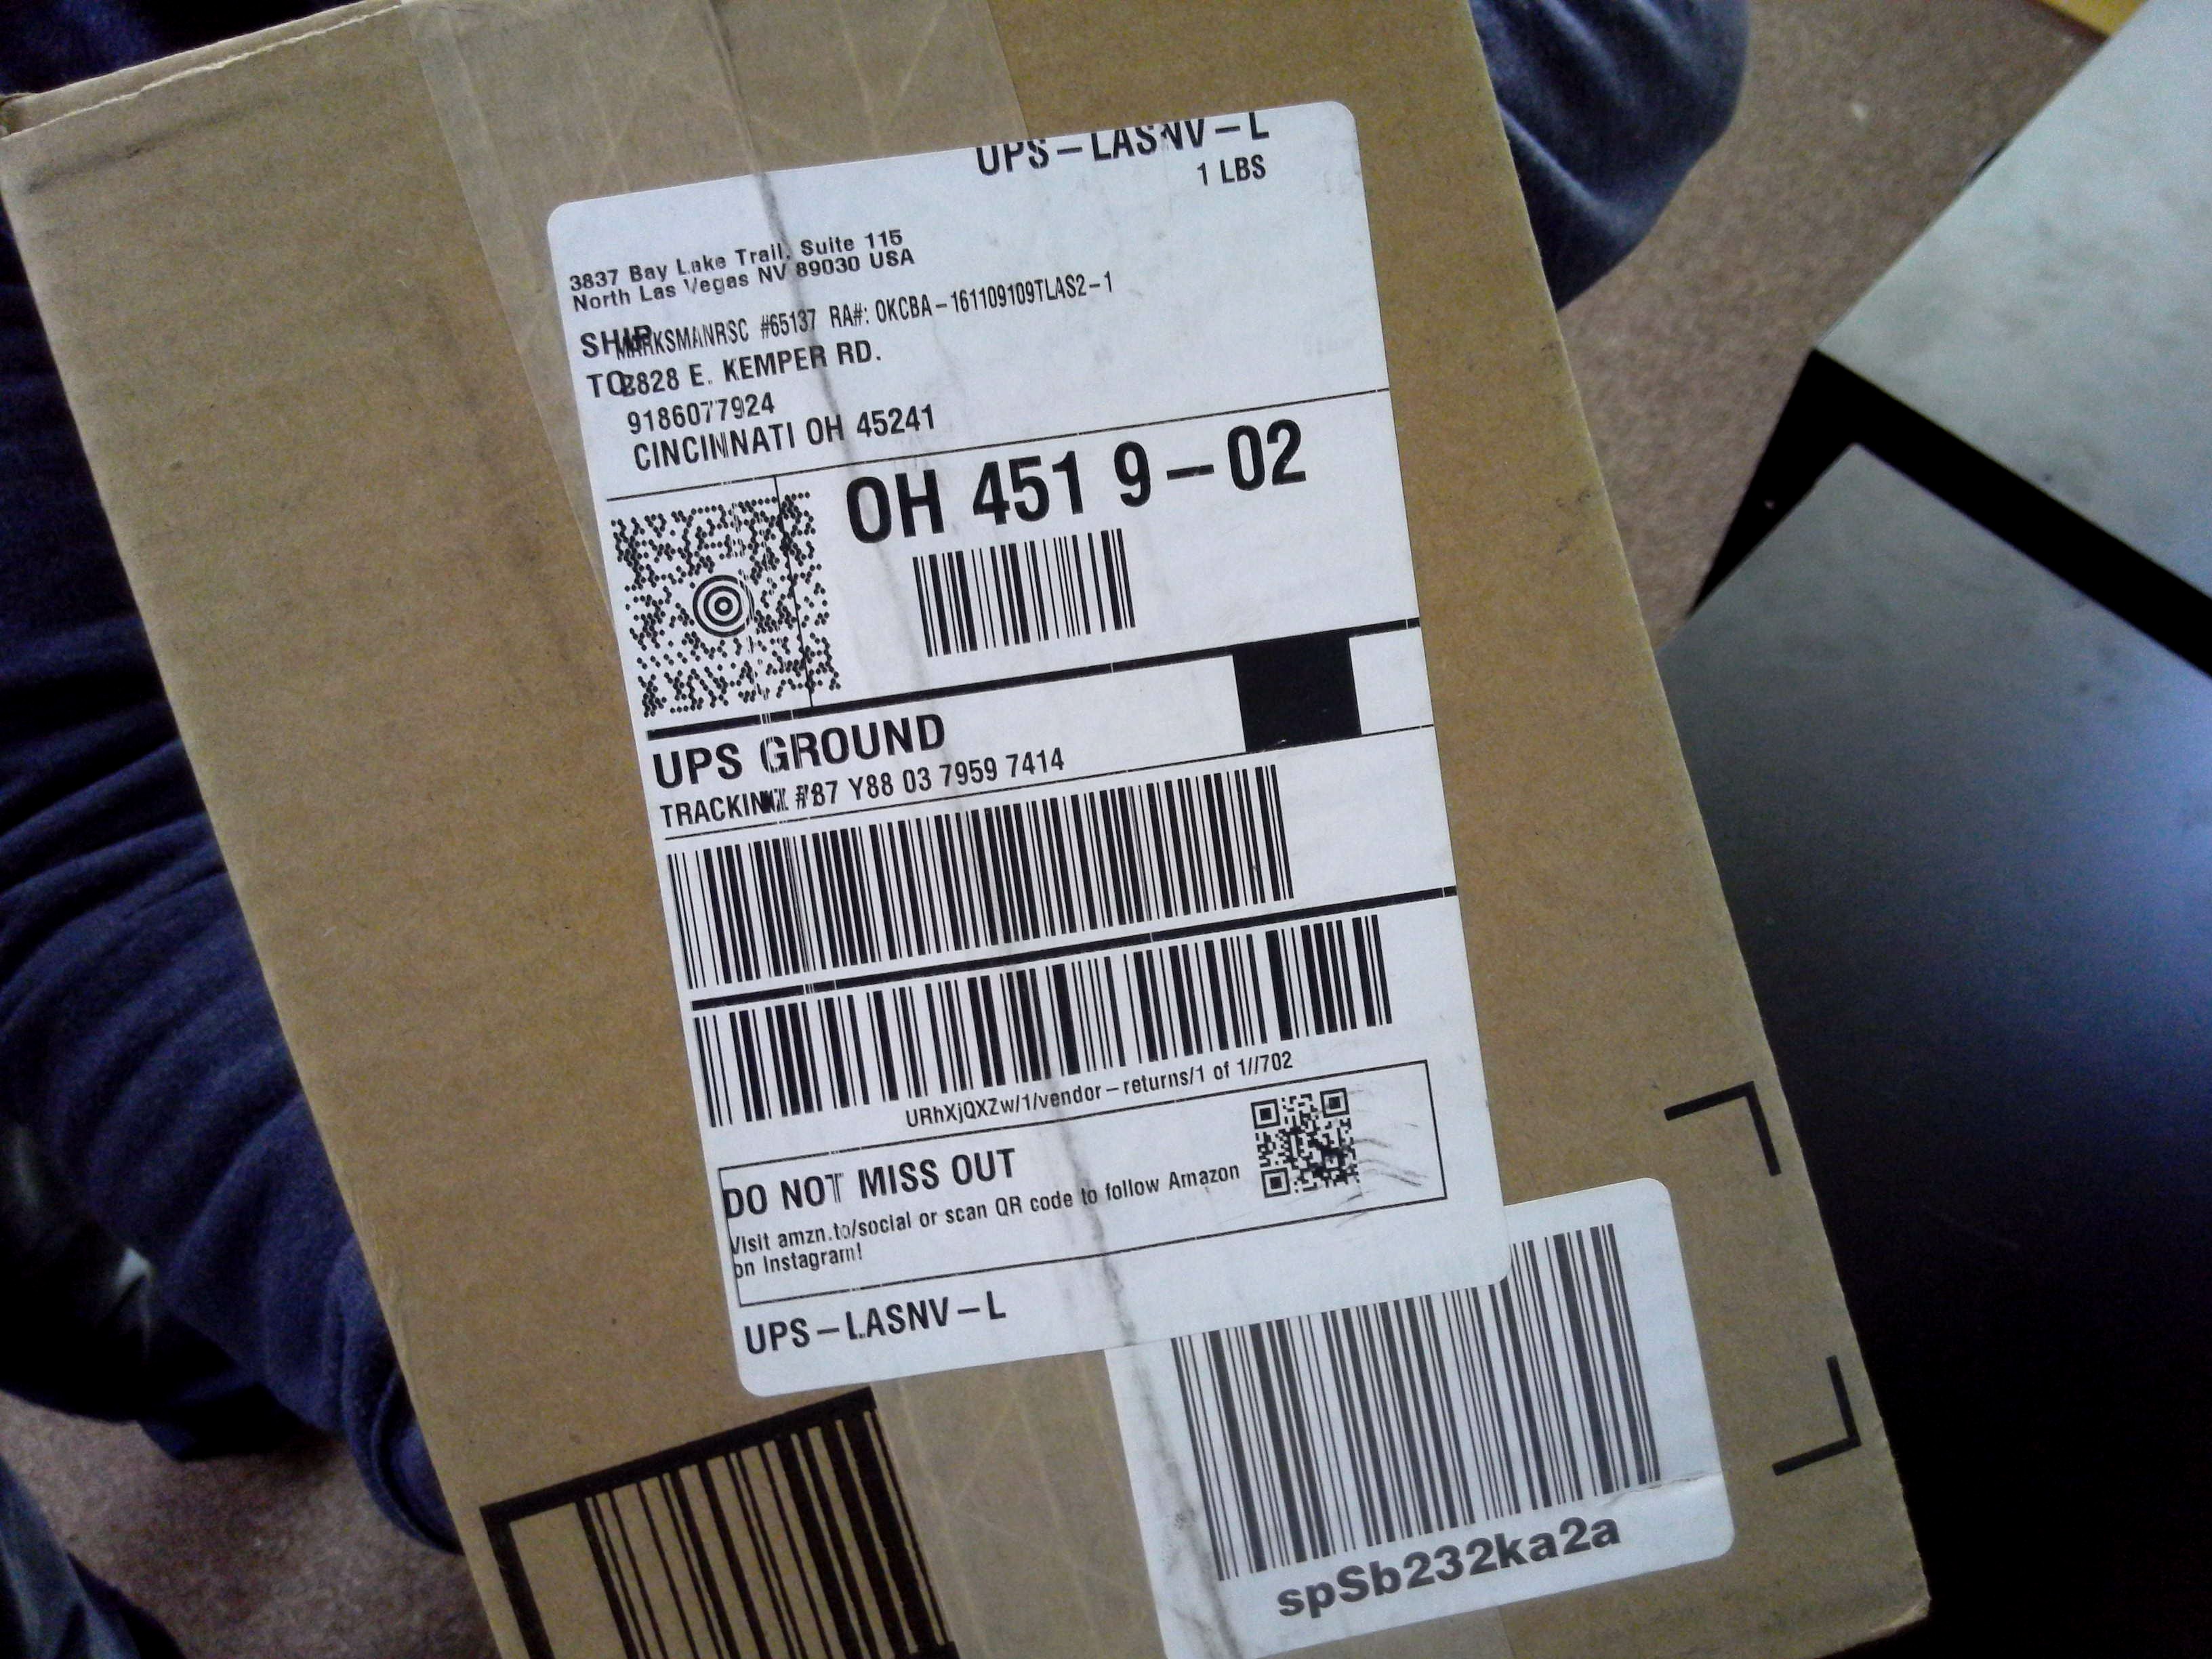 UPS-LASNV-L
1 LBS
3837 Bay Lake Trail, Suite 115
North Las Vegas NV 89030 USA
SHIP MARKSMANRSC #65137 RA#: OKCBA-161109109TLAS2-1
TO: 2828 E. KEMPER RD.
9186077924
CINCINNATI OH 45241
OH 451 9-02
UPS GROUND
#87 Y88 03 7959 7414
URhXjQXZw/1/vendor-returns/1 of 1//702
DO NOT MISS OUT
Visit amzn.to/social or scan QR code to follow Amazon
on Instagram!
UPS-LASNV-L
spSb232ka2a